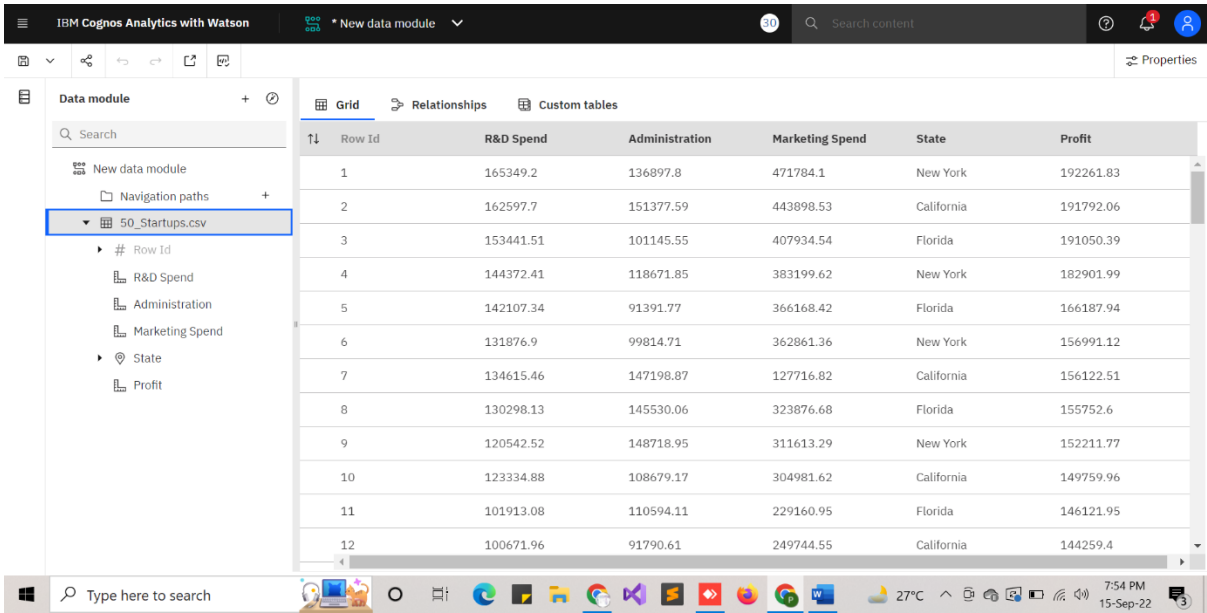 IBM Cognos Analytics with Watson
* New data module
30
Search content
1
Properties
Data module
Grid
Relationships
Custom tables
Search
Row Id R&D Spend Administration Marketing Spend State Profit
New data module
1 165349.2 136897.8 471784.1 New York 192261.83
Navigation paths
2 162597.7 151377.59 443898.53 California 191792.06
50_Startups.csv
3 153441.51 101145.55 407934.54 Florida 191050.39
# Row Id
4 144372.41 118671.85 383199.62 New York 182901.99
R&D Spend
Administration
5 142107.34 91391.77 366168.42 Florida 166187.94
Marketing Spend
6 131876.9 99814.71 362861.36 New York 156991.12
State
7 134615.46 147198.87 127716.82 California 156122.51
Profit
8 130298.13 145530.06 323876.68 Florida 155752.6
9 120542.52 148718.95 311613.29 New York 152211.77
10 123334.88 108679.17 304981.62 California 149759.96
11 101913.08 110594.11 229160.95 Florida 146121.95
12 100671.96 91790.61 249744.55 California 144259.4
Type here to search
27°C
7:54 PM
15-Sep-22
3